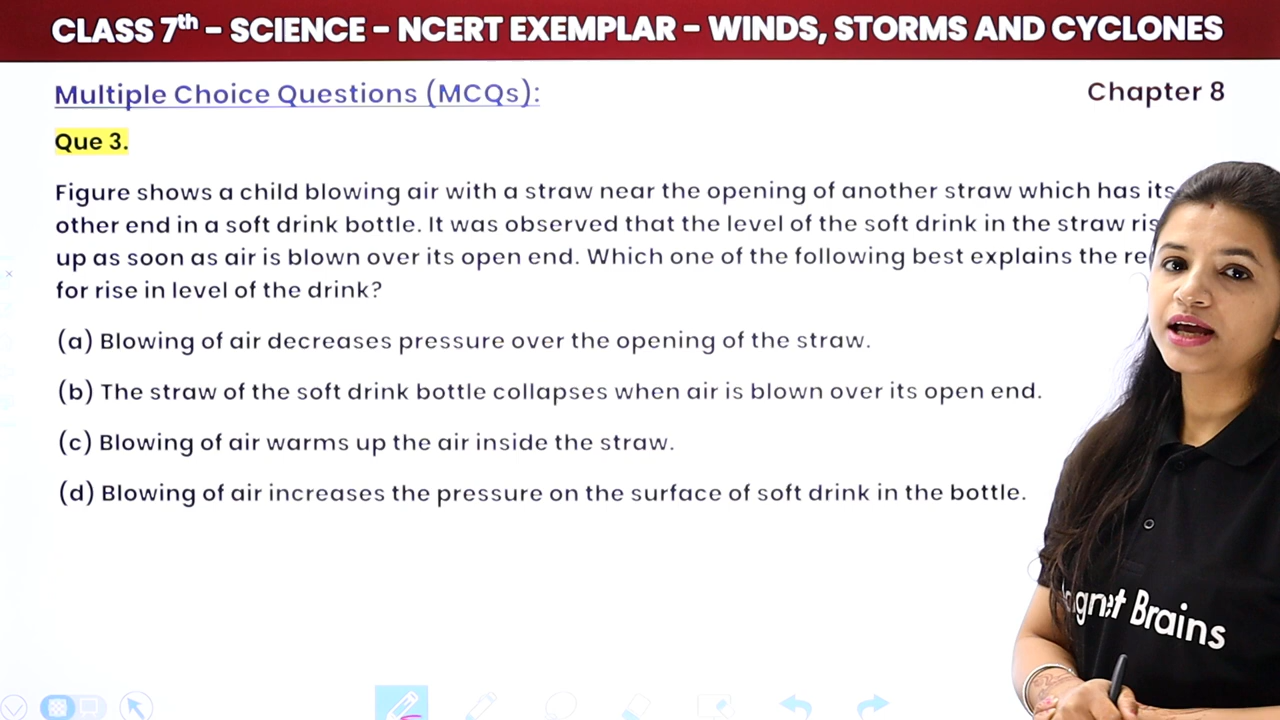 CLASS 7th – SCIENCE – NCERT EXEMPLAR – WINDS, STORMS AND CYCLONES
Multiple Choice Questions (MCQs):
Chapter 8
Que 3.
Figure shows a child blowing air with a straw near the opening of another straw which has its
other end in a soft drink bottle. It was observed that the level of the soft drink in the straw
up as soon as air is blown over its open end. Which one of the following best explains the
for rise in level of the drink?
(a) Blowing of air decreases pressure over the opening of the straw.
(b) The straw of the soft drink bottle collapses when air is blown over its open end.
(c) Blowing of air warms up the air inside the straw.
(d) Blowing of air increases the pressure on the surface of soft drink in the bottle.
Brains